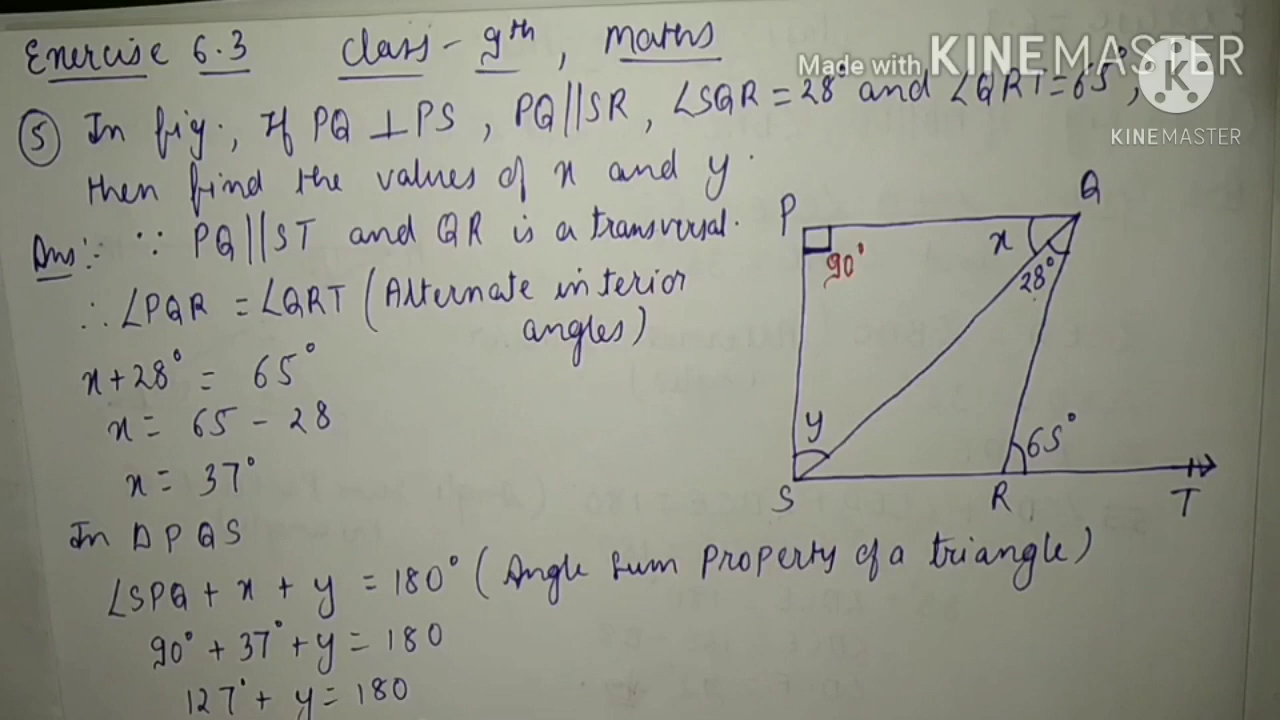 Exercise 6.3 Class - 9th, Maths
Made with KINEMASTER
K
KINEMASTER
(5) In fig., If PQ ⊥ PS, PQ || SR, ∠SQR = 28° and ∠QRT = 65°,
then find the values of x and y.
Ans:- ∵ PQ || ST and QR is a transversal.
∴ ∠PQR = ∠QRT (Alternate interior
angles)
x + 28° = 65°
x = 65 - 28
x = 37°
In Δ PQS
∠SPQ + x + y = 180° (Angle sum Property of a triangle)
90° + 37° + y = 180
127° + y = 180
P
Q
90°
x
28°
y
65°
S
R
T